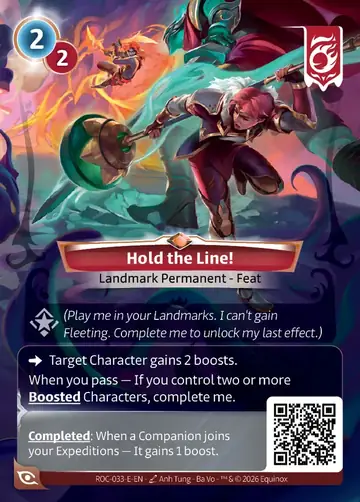 2
2
Hold the Line!
Landmark Permanent - Feat
(Play me in your Landmarks. I can't gain
Fleeting. Complete me to unlock my last effect.)
Target Character gains 2 boosts.
When you pass — If you control two or more
Boosted Characters, complete me.
Completed: When a Companion joins
your Expeditions — It gains 1 boost.
ROC-033-E-EN - Anh Tung - Ba Vo - ™ & © 2026 Equinox